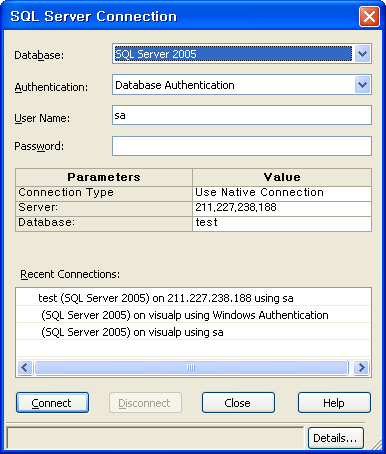 SQL Server Connection
Database: SQL Server 2005
Authentication: Database Authentication
User Name: sa
Password:
Parameters Value
Connection Type Use Native Connection
Server: 211,227,238,188
Database: test
Recent Connections:
test (SQL Server 2005) on 211.227.238.188 using sa
(SQL Server 2005) on visualp using Windows Authentication
(SQL Server 2005) on visualp using sa
Connect Disconnect Close Help
Details...